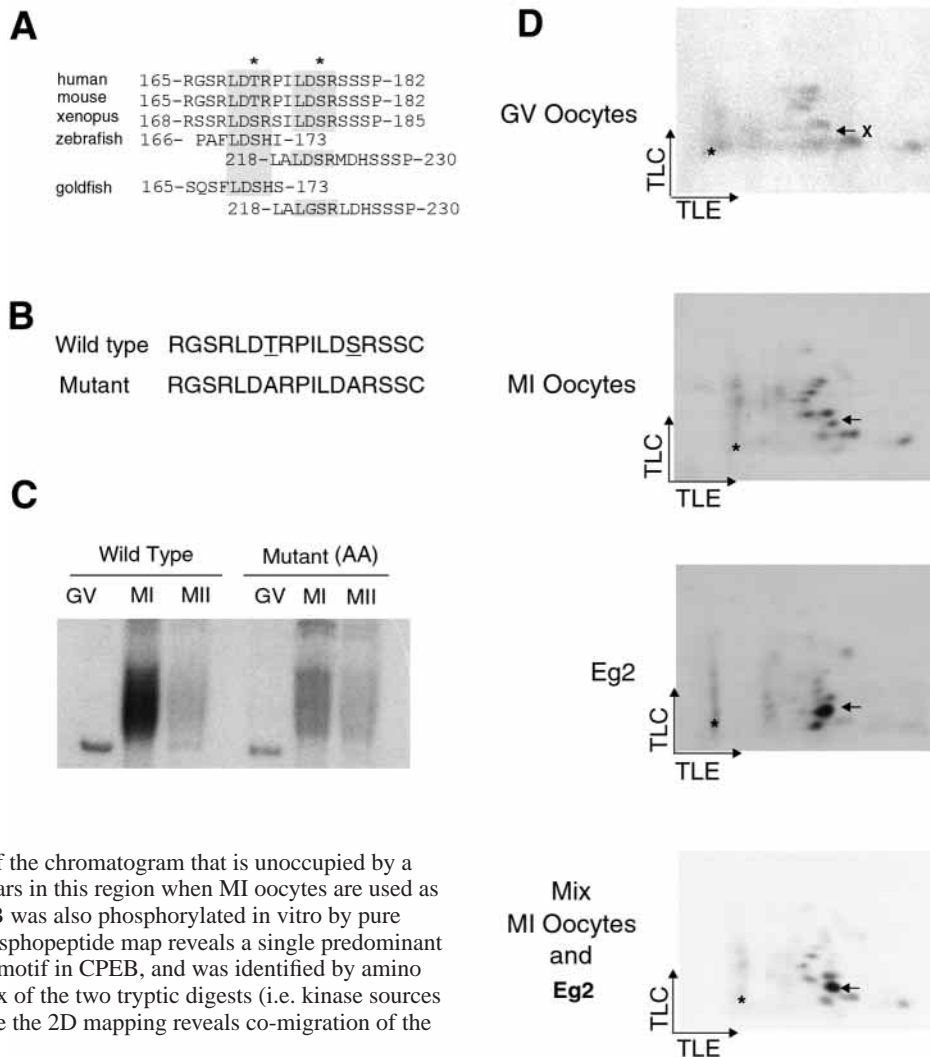 A
* *
human 165-RGSRLDTRPILDSRSSSP-182
mouse 165-RGSRLDTRPILDSRSSSP-182
xenopus 168-RSSRLDSRSILDSRSSSP-185
zebrafish 166- PAFLDSHI-173
218-LALDSRMDHSSSP-230
goldfish 165-SQSFLDSHS-173
218-LALGSRLDHSSSP-230
B
Wild type RGSRLDTRPILDSRSSC
Mutant RGSRLDARPILDARSSC
C
Wild Type Mutant (AA)
GV MI MII GV MI MII
f the chromatogram that is unoccupied by a
ars in this region when MI oocytes are used as
B was also phosphorylated in vitro by pure
sphopeptide map reveals a single predominant
motif in CPEB, and was identified by amino
x of the two tryptic digests (i.e. kinase sources
e the 2D mapping reveals co-migration of the
D
GV Oocytes
X
*
TLC
TLE
MI Oocytes
*
TLC
TLE
Eg2
*
TLC
TLE
Mix
MI Oocytes
and
Eg2
*
TLC
TLE